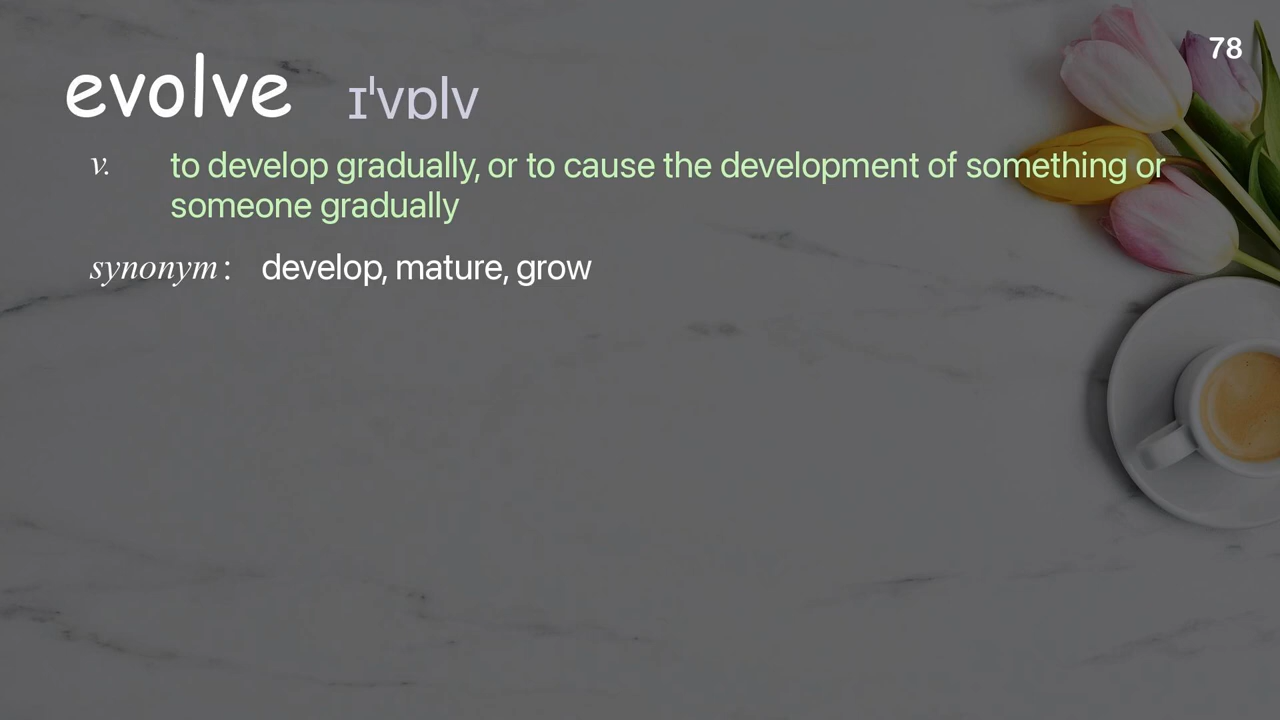 78
evolve ɪˈvɒlv
v. to develop gradually, or to cause the development of something or
someone gradually
synonym: develop, mature, grow